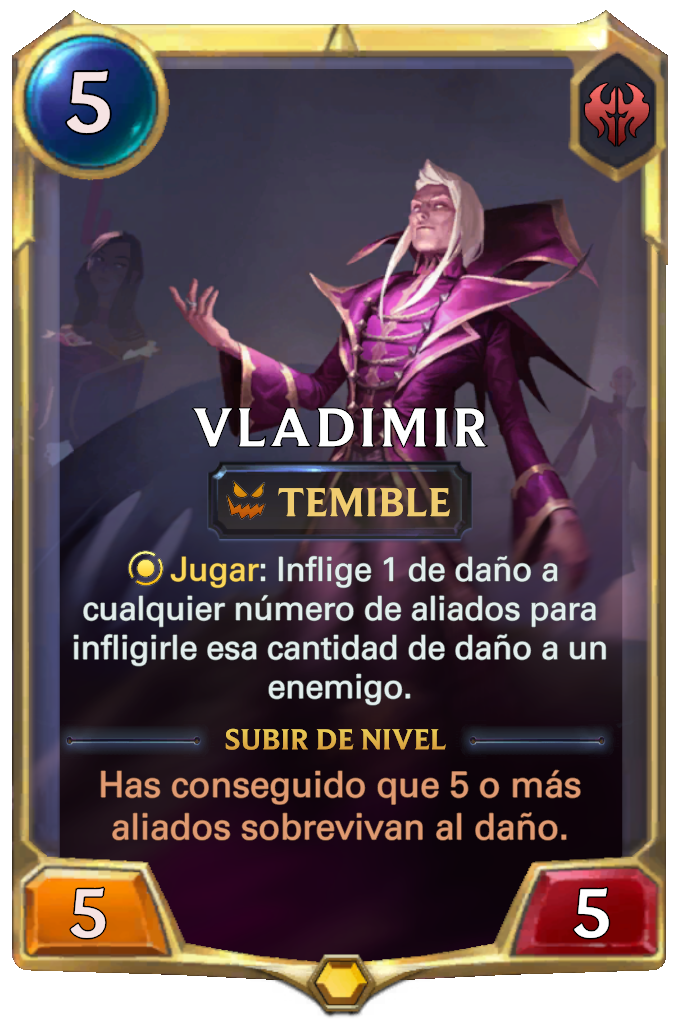 5
VLADIMIR
TEMIBLE
Jugar: Inflige 1 de daño a
cualquier número de aliados para
infligirle esa cantidad de daño a un
enemigo.
SUBIR DE NIVEL
Has conseguido que 5 o más
aliados sobrevivan al daño.
5
5